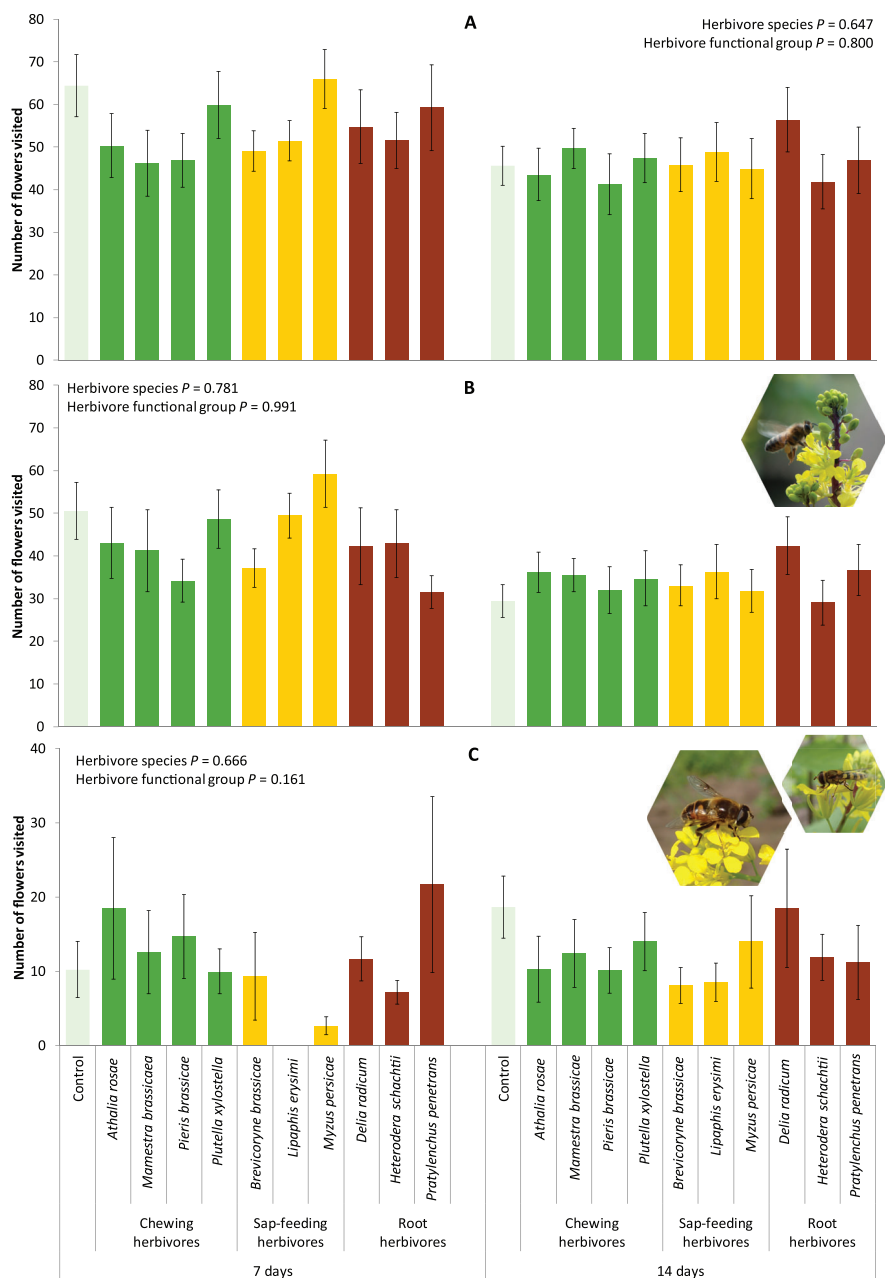 A
Herbivore species P = 0.647
Herbivore functional group P = 0.800
Number of flowers visited
80
70
60
50
40
30
20
10
0
B
Herbivore species P = 0.781
Herbivore functional group P = 0.991
Number of flowers visited
80
70
60
50
40
30
20
10
0
C
Herbivore species P = 0.666
Herbivore functional group P = 0.161
Number of flowers visited
40
30
20
10
0
Control
Athalia rosae
Mamestra brassicaea
Pieris brassicae
Plutella xylostella
Brevicoryne brassicae
Lipaphis erysimi
Myzus persicae
Delia radicum
Heterodera schachtii
Pratylenchus penetrans
Control
Athalia rosae
Mamestra brassicae
Pieris brassicae
Plutella xylostella
Brevicoryne brassicae
Lipaphis erysimi
Myzus persicae
Delia radicum
Heterodera schachtii
Pratylenchus penetrans
Chewing
herbivores
Sap-feeding
herbivores
Root
herbivores
Chewing
herbivores
Sap-feeding
herbivores
Root
herbivores
7 days
14 days